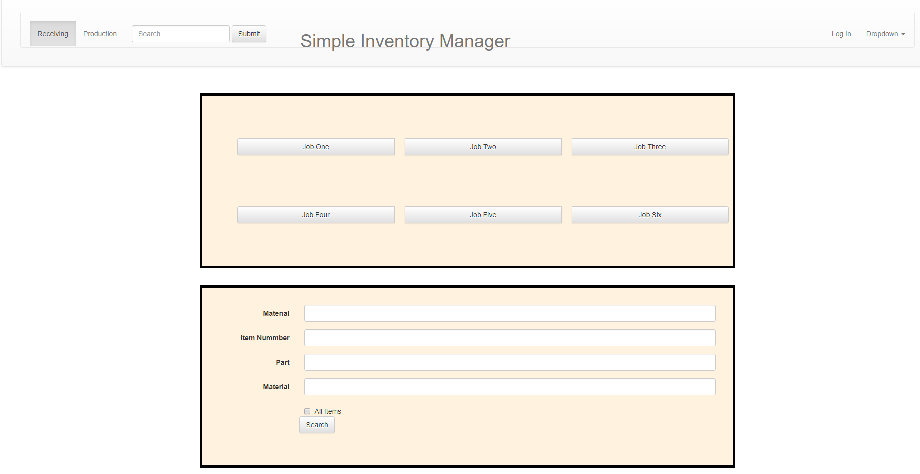 Receiving Production Search Submit Simple Inventory Manager Log In Dropdown
Job One Job Two Job Three
Job Four Job Five Job Six
Material
Item Nummber
Part
Material
All Items
Search